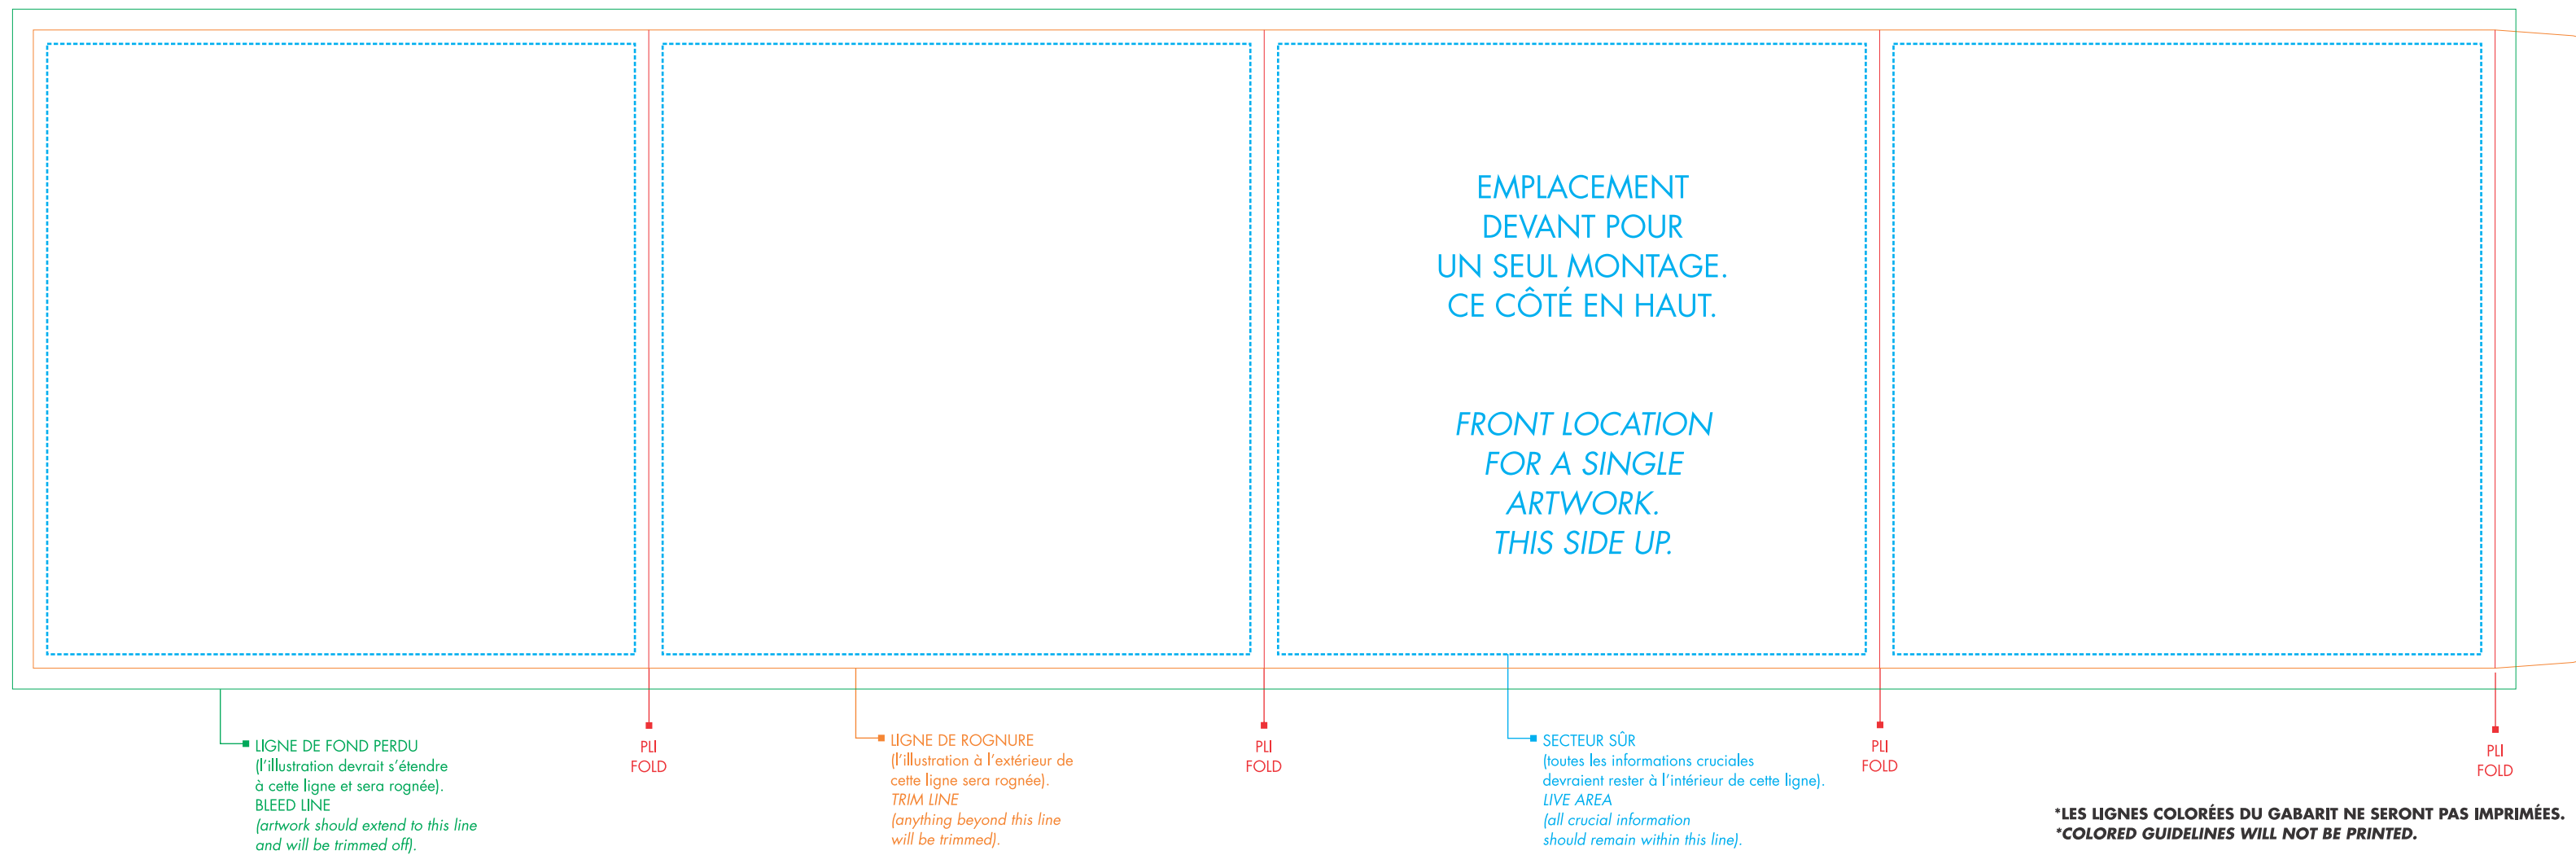 EMPLACEMENT
DEVANT POUR
UN SEUL MONTAGE.
CE CÔTÉ EN HAUT.
FRONT LOCATION
FOR A SINGLE
ARTWORK.
THIS SIDE UP.
LIGNE DE FOND PERDU
(l'illustration devrait s'étendre
à cette ligne et sera rognée).
BLEED LINE
(artwork should extend to this line
and will be trimmed off).
PLI
FOLD
LIGNE DE ROGNURE
(l'illustration à l'extérieur de
cette ligne sera rognée).
TRIM LINE
(anything beyond this line
will be trimmed).
PLI
FOLD
SECTEUR SÛR
(toutes les informations cruciales
devraient rester à l'intérieur de cette ligne).
LIVE AREA
(all crucial information
should remain within this line).
PLI
FOLD
PLI
FOLD
*LES LIGNES COLORÉES DU GABARIT NE SERONT PAS IMPRIMÉES.
*COLORED GUIDELINES WILL NOT BE PRINTED.